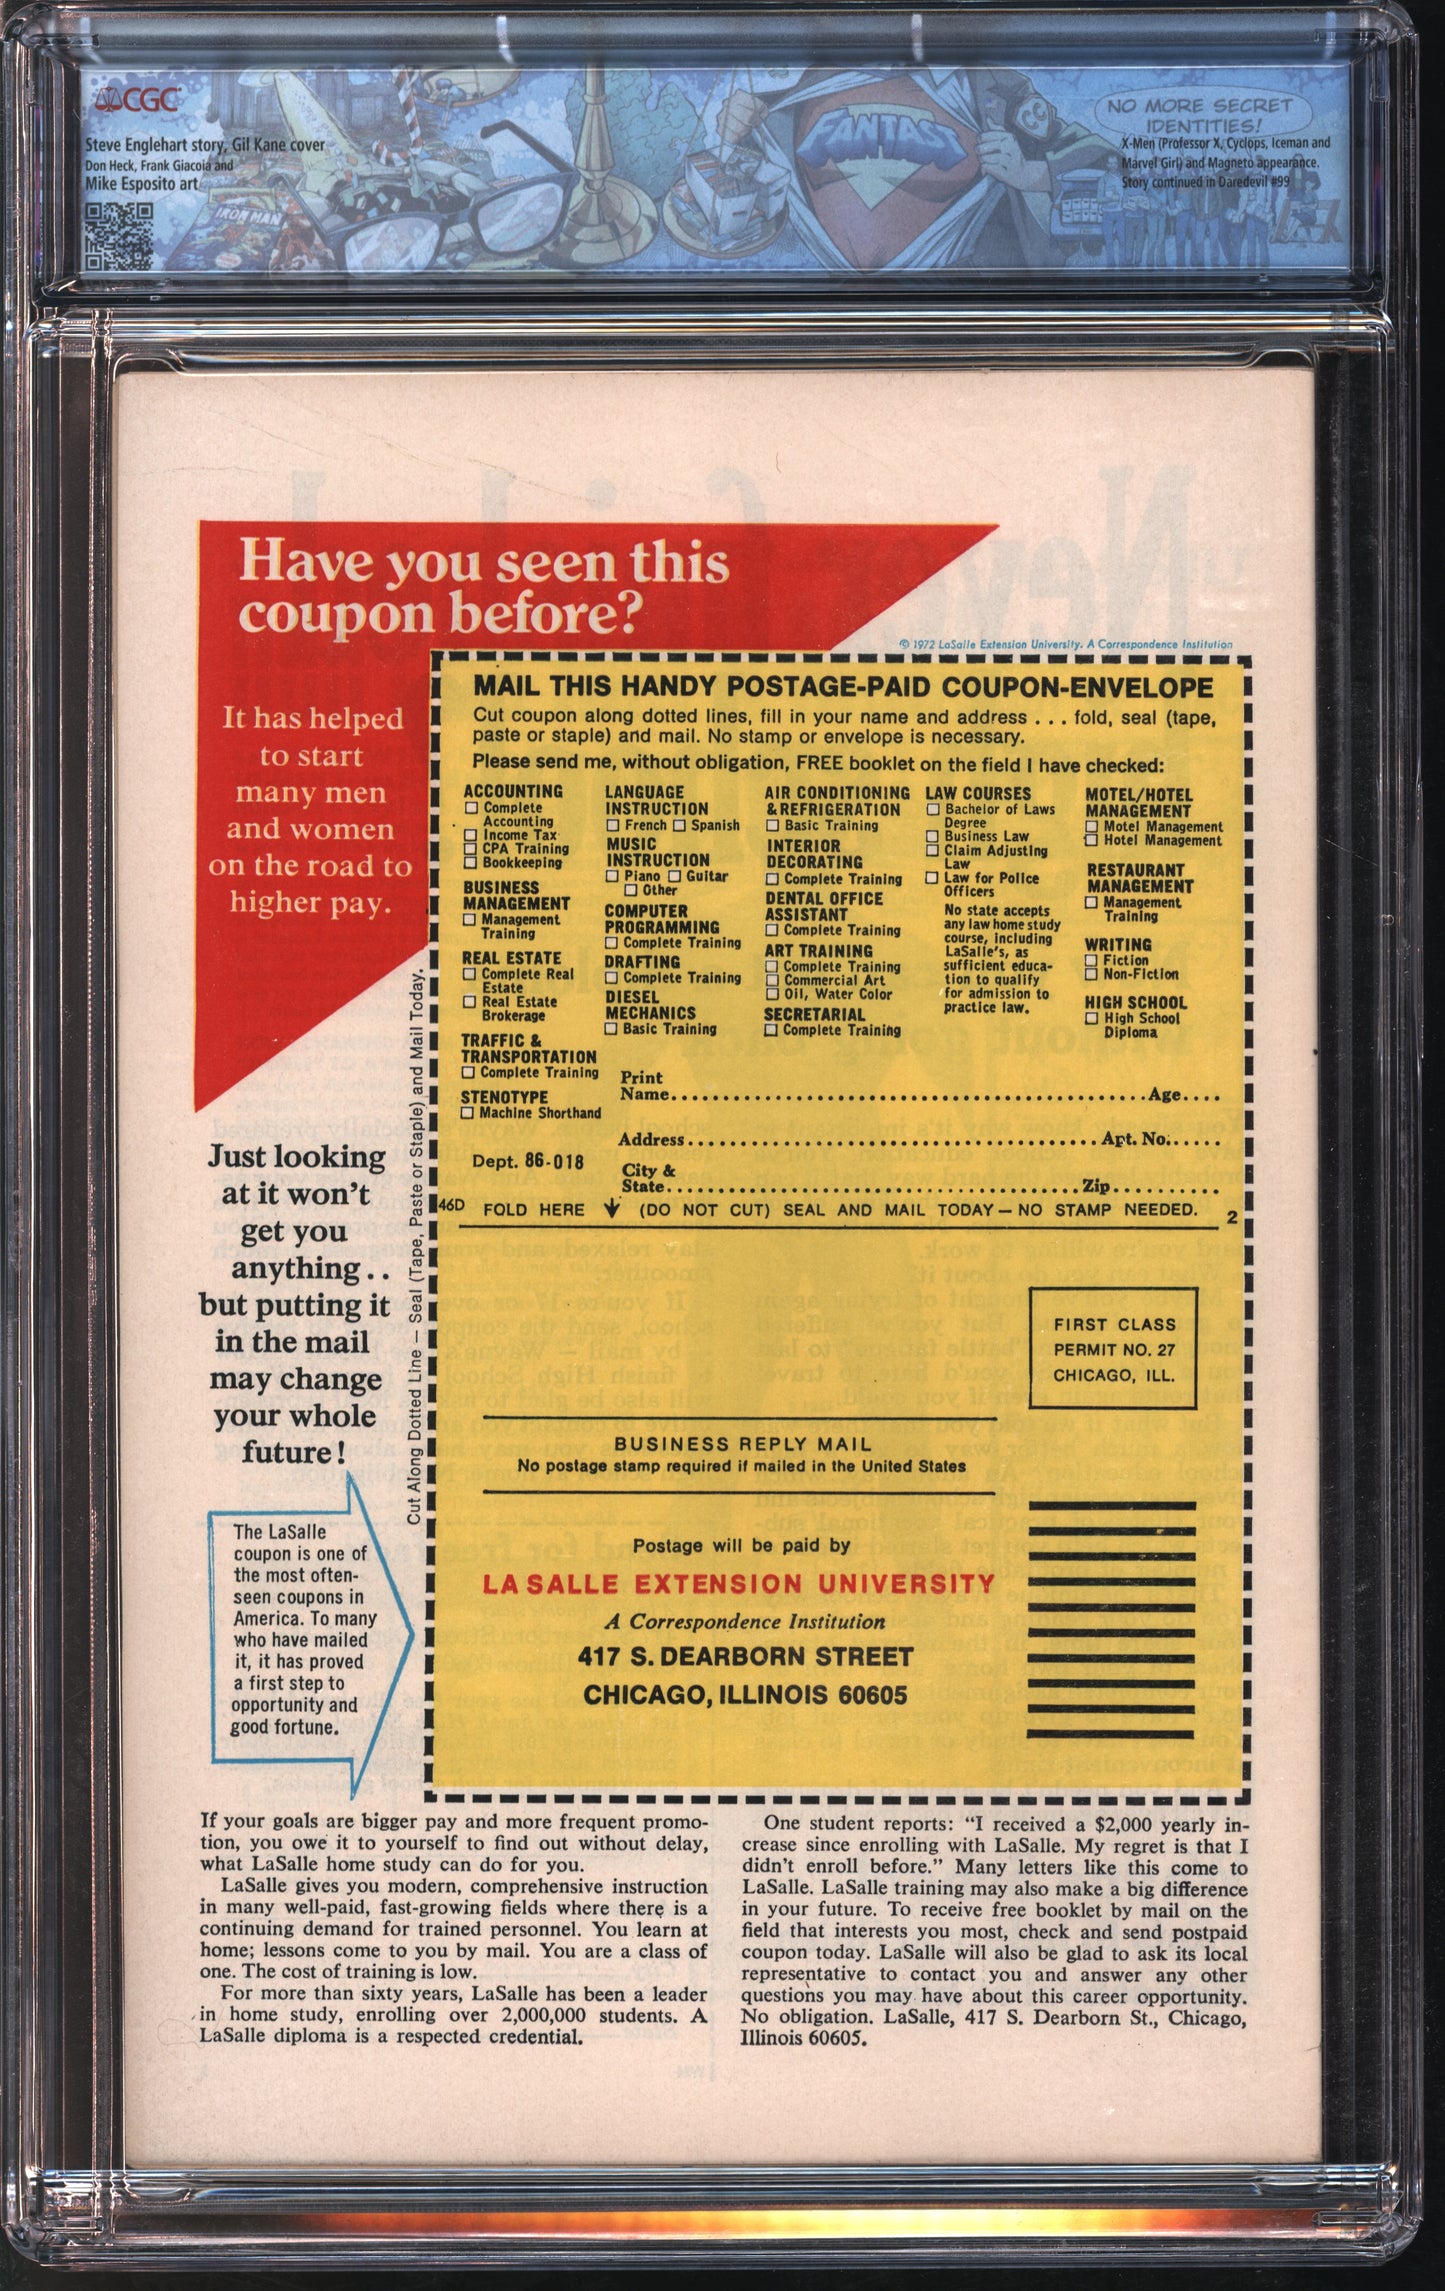 CGC
Steve Englehart story, Gil Kane cover
Don Heck, Frank Giacoia and
Mike Esposito art
IRON MAN
FANTAST
NO MORE SECRET
IDENTITIES!
X-Men (Professor X, Cyclops, Iceman and
Marvel Girl) and Magneto appearance.
Story continued in Daredevil #99
Have you seen this
coupon before?
It has helped
to start
many men
and women
on the road to
higher pay.
© 1972 LaSalle Extension University. A Correspondence Institution
MAIL THIS HANDY POSTAGE-PAID COUPON-ENVELOPE
Cut coupon along dotted lines, fill in your name and address . . . fold, seal (tape,
paste or staple) and mail. No stamp or envelope is necessary.
Please send me, without obligation, FREE booklet on the field I have checked:
ACCOUNTING
Complete
Accounting
Income Tax
CPA Training
Bookkeeping
BUSINESS
MANAGEMENT
Management
Training
REAL ESTATE
Complete Real
Estate
Real Estate
Brokerage
TRAFFIC &
TRANSPORTATION
Complete Training
STENOTYPE
Machine Shorthand
LANGUAGE
INSTRUCTION
French Spanish
MUSIC
INSTRUCTION
Piano Guitar
Other
COMPUTER
PROGRAMMING
Complete Training
DRAFTING
Complete Training
DIESEL
MECHANICS
Basic Training
AIR CONDITIONING
& REFRIGERATION
Basic Training
INTERIOR
DECORATING
Complete Training
DENTAL OFFICE
ASSISTANT
Complete Training
ART TRAINING
Complete Training
Commercial Art
Oil, Water Color
SECRETARIAL
Complete Training
LAW COURSES
Bachelor of Laws
Degree
Business Law
Claim Adjusting
Law
Law for Police
Officers
No state accepts
any law home study
course, including
LaSalle's, as
sufficient educa-
tion to qualify
for admission to
practice law.
MOTEL/HOTEL
MANAGEMENT
Motel Management
Hotel Management
RESTAURANT
MANAGEMENT
Management
Training
WRITING
Fiction
Non-Fiction
HIGH SCHOOL
High School
Diploma
Print
Name........Age....
Address........Apt. No......
Dept. 86-018
City &
State........Zip..........
46D FOLD HERE ↓ (DO NOT CUT) SEAL AND MAIL TODAY—NO STAMP NEEDED. 2
Cut Along Dotted Line — Seal (Tape, Paste or Staple) and Mail Today.
Just looking
at it won't
get you
anything . .
but putting it
in the mail
may change
your whole
future!
The LaSalle
coupon is one of
the most often-
seen coupons in
America. To many
who have mailed
it, it has proved
a first step to
opportunity and
good fortune.
FIRST CLASS
PERMIT NO. 27
CHICAGO, ILL.
BUSINESS REPLY MAIL
No postage stamp required if mailed in the United States
Postage will be paid by
LA SALLE EXTENSION UNIVERSITY
A Correspondence Institution
417 S. DEARBORN STREET
CHICAGO, ILLINOIS 60605
If your goals are bigger pay and more frequent promo-
tion, you owe it to yourself to find out without delay,
what LaSalle home study can do for you.
LaSalle gives you modern, comprehensive instruction
in many well-paid, fast-growing fields where there is a
continuing demand for trained personnel. You learn at
home; lessons come to you by mail. You are a class of
one. The cost of training is low.
For more than sixty years, LaSalle has been a leader
in home study, enrolling over 2,000,000 students. A
LaSalle diploma is a respected credential.
One student reports: "I received a $2,000 yearly in-
crease since enrolling with LaSalle. My regret is that I
didn't enroll before." Many letters like this come to
LaSalle. LaSalle training may also make a big difference
in your future. To receive free booklet by mail on the
field that interests you most, check and send postpaid
coupon today. LaSalle will also be glad to ask its local
representative to contact you and answer any other
questions you may have about this career opportunity.
No obligation. LaSalle, 417 S. Dearborn St., Chicago,
Illinois 60605.